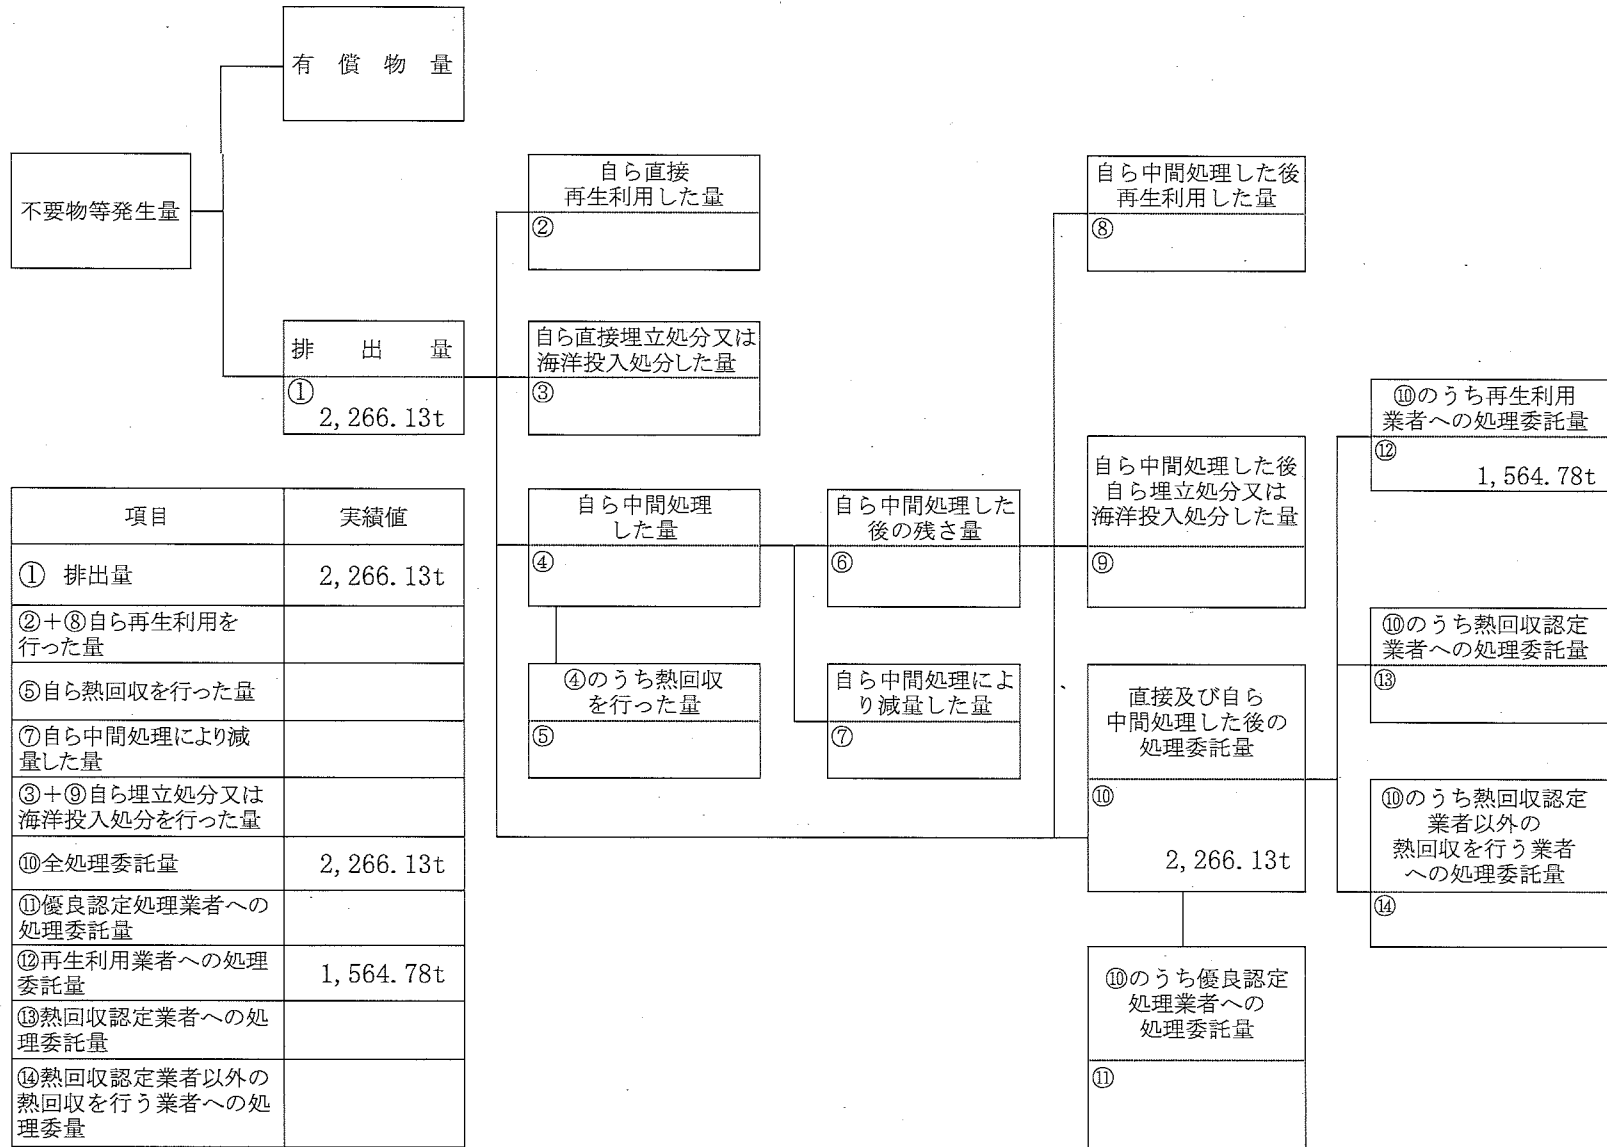 有償物量
不要物等発生量
排出量
①
2,266.13t
自ら直接
再生利用した量
②
自ら直接埋立処分又は
海洋投入処分した量
③
自ら中間処理
した量
④
④のうち熱回収
を行った量
⑤
自ら中間処理した
後の残さ量
⑥
自ら中間処理によ
り減量した量
⑦
自ら中間処理した後
再生利用した量
⑧
自ら中間処理した後
自ら埋立処分又は
海洋投入処分した量
⑨
直接及び自ら
中間処理した後の
処理委託量
⑩
2,266.13t
⑩のうち優良認定
処理業者への
処理委託量
⑪
⑩のうち再生利用
業者への処理委託量
⑫
1,564.78t
⑩のうち熱回収認定
業者への処理委託量
⑬
⑩のうち熱回収認定
業者以外の
熱回収を行う業者
への処理委託量
⑭
項目 実績値
① 排出量 2,266.13t
②+⑧自ら再生利用を
行った量
⑤自ら熱回収を行った量
⑦自ら中間処理により減
量した量
③+⑨自ら埋立処分又は
海洋投入処分を行った量
⑩全処理委託量 2,266.13t
⑪優良認定処理業者への
処理委託量
⑫再生利用業者への処理
委託量 1,564.78t
⑬熱回収認定業者への処
理委託量
⑭熱回収認定業者以外の
熱回収を行う業者への処
理委量